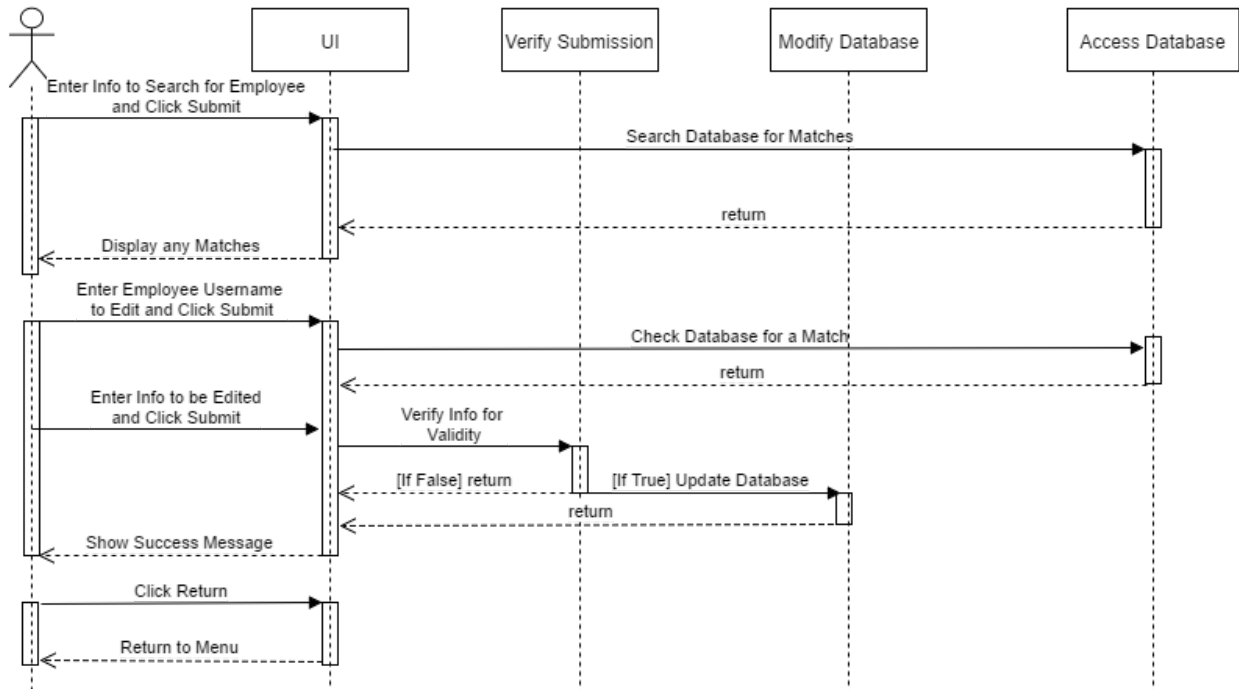 UI
Verify Submission
Modify Database
Access Database
Enter Info to Search for Employee
and Click Submit
Search Database for Matches
return
Display any Matches
Enter Employee Username
to Edit and Click Submit
Check Database for a Match
return
Enter Info to be Edited
and Click Submit
Verify Info for
Validity
[If False] return
[If True] Update Database
return
Show Success Message
Click Return
Return to Menu